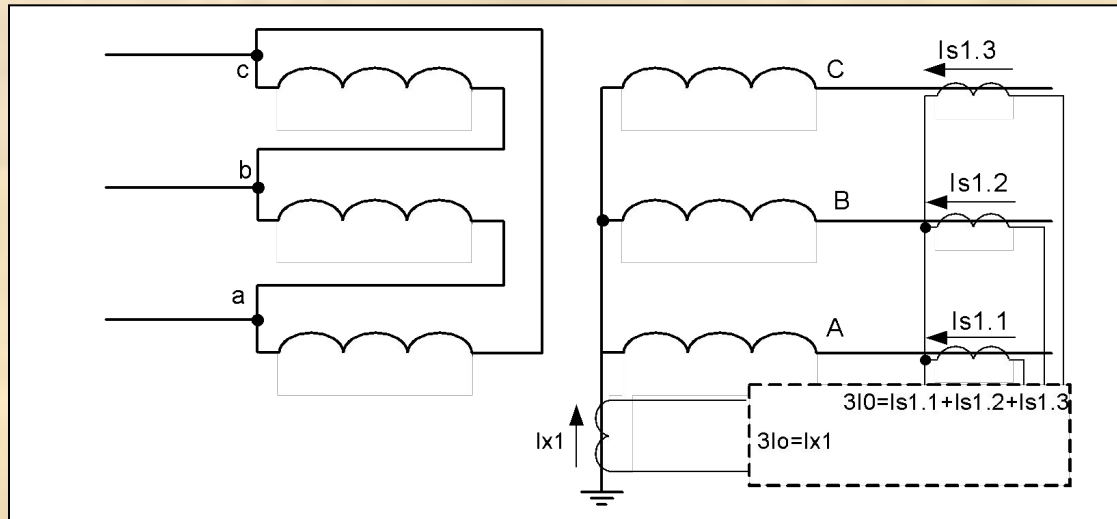 c
b
a
C
Is1.3
B
Is1.2
A
Is1.1
3I0=Is1.1+Is1.2+Is1.3
Ix1
3Io=Ix1